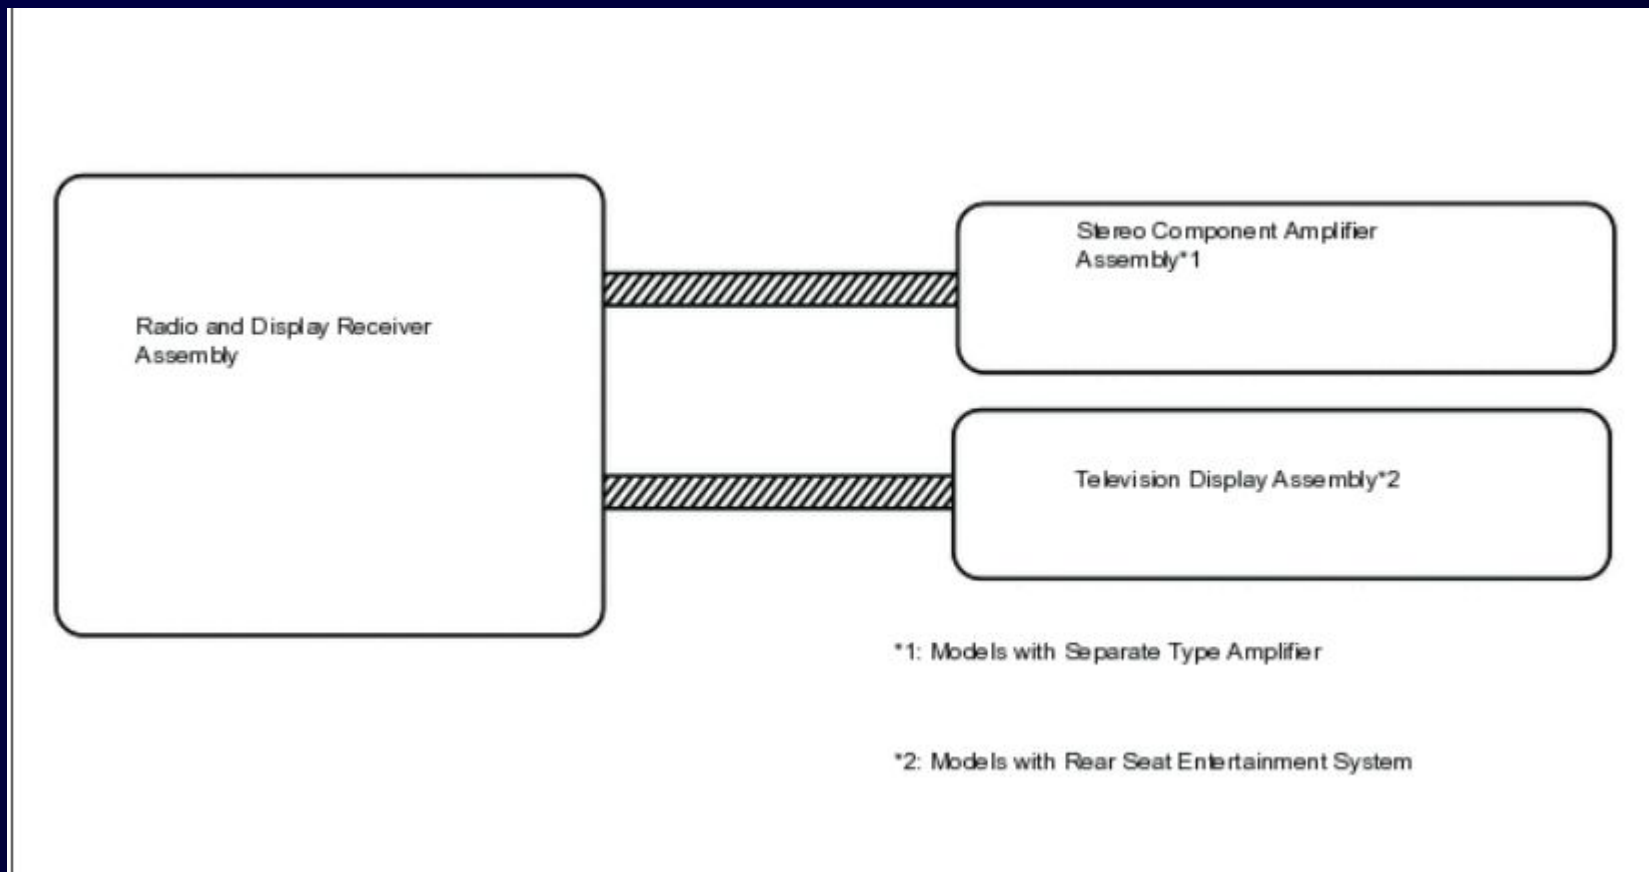 Radio and Display Receiver
Assembly
Stereo Component Amplifier
Assembly*1
Television Display Assembly*2
*1: Models with Separate Type Amplifier
*2: Models with Rear Seat Entertainment System